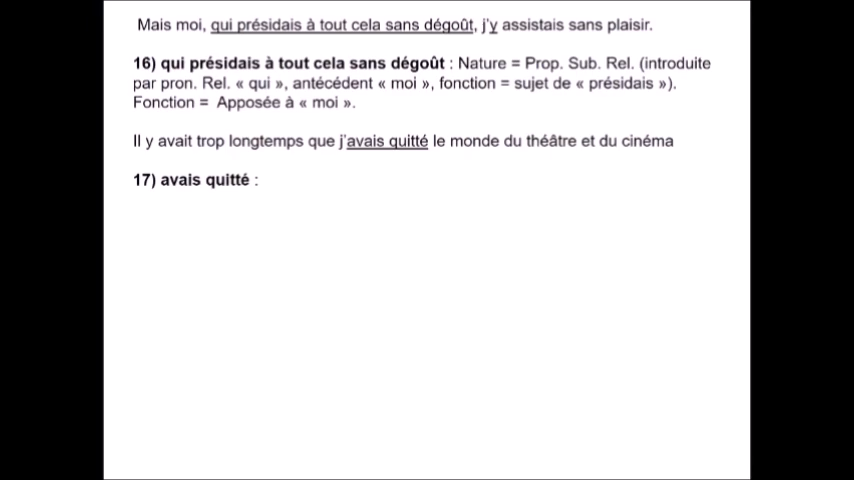 Mais moi, qui présidais à tout cela sans dégoût, j'y assistais sans plaisir.
16) qui présidais à tout cela sans dégoût : Nature = Prop. Sub. Rel. (introduite
par pron. Rel. « qui », antécédent « moi », fonction = sujet de « présidais »).
Fonction = Apposée à « moi ».
Il y avait trop longtemps que j'avais quitté le monde du théâtre et du cinéma
17) avais quitté :